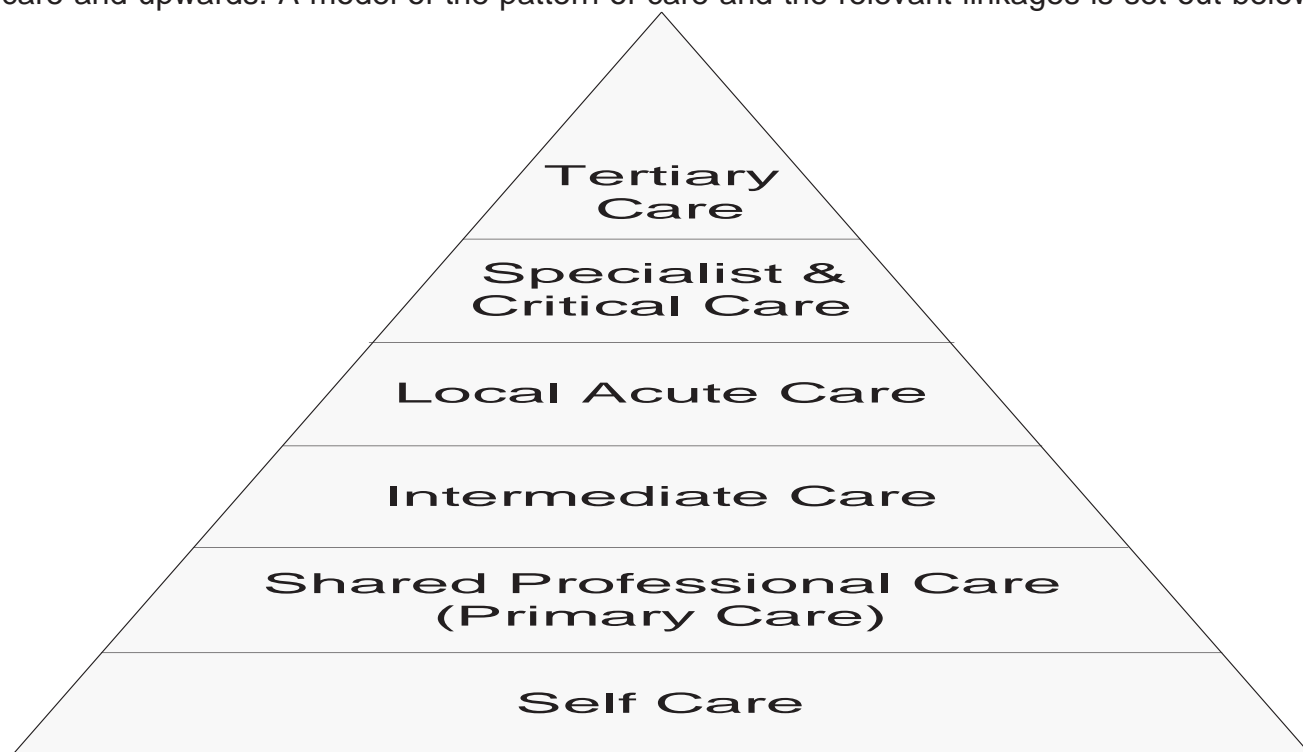 care and upwards. A model of the pattern of care and the relevant linkages is set out below
Tertiary
Care
Specialist &
Critical Care
Local Acute Care
Intermediate Care
Shared Professional Care
(Primary Care)
Self Care